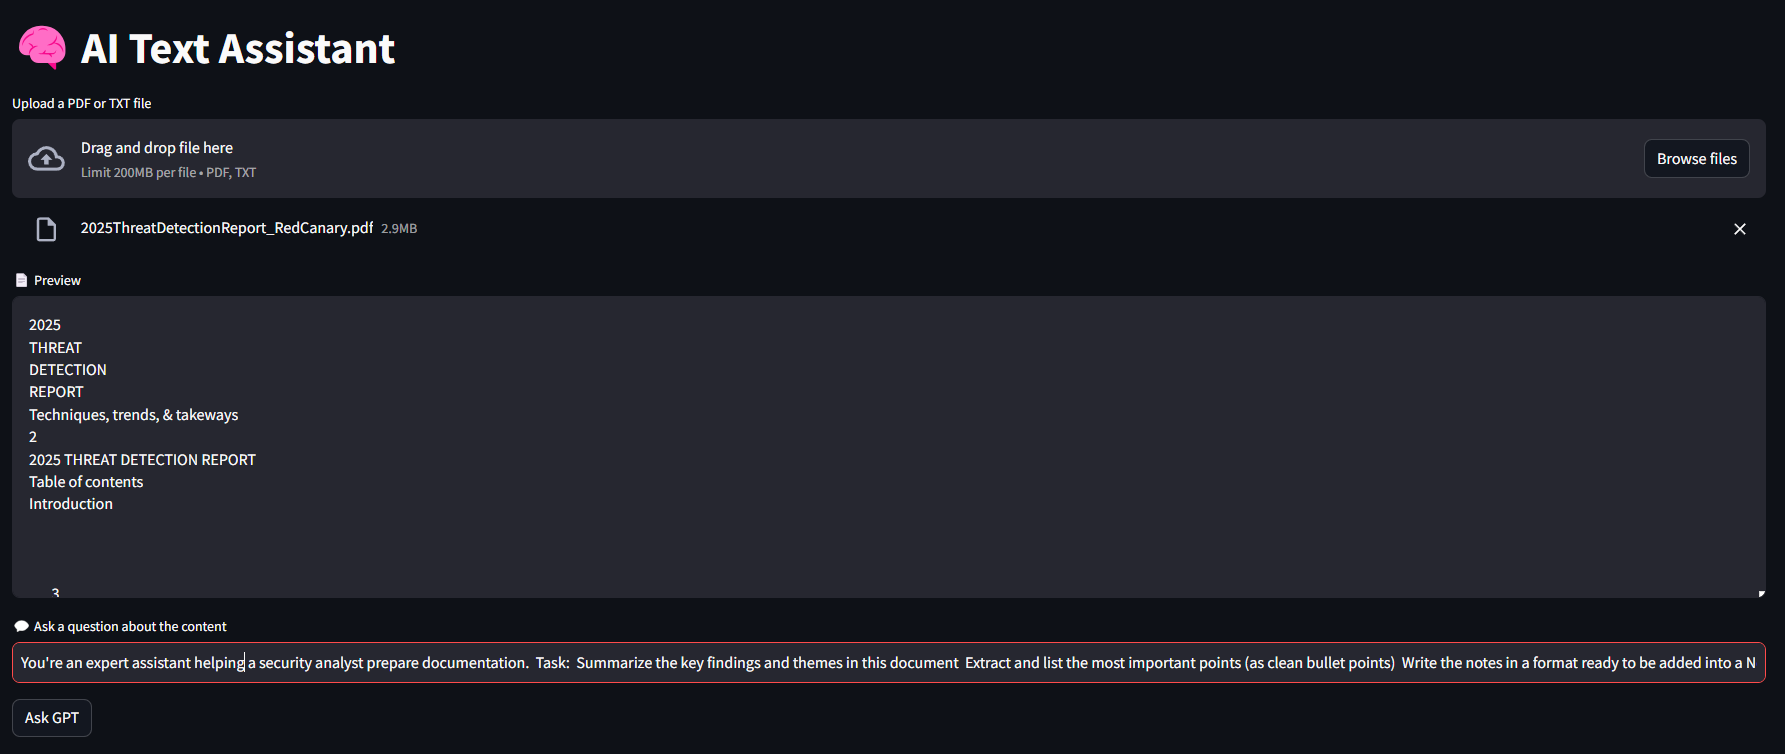 AI Text Assistant
Upload a PDF or TXT file
Drag and drop file here
Limit 200MB per file • PDF, TXT
Browse files
2025ThreatDetectionReport_RedCanary.pdf 2.9MB
Preview
2025
THREAT
DETECTION
REPORT
Techniques, trends, & takeways
2
2025 THREAT DETECTION REPORT
Table of contents
Introduction
3
Ask a question about the content
You're an expert assistant helping a security analyst prepare documentation. Task: Summarize the key findings and themes in this document Extract and list the most important points (as clean bullet points) Write the notes in a format ready to be added into a N
Ask GPT